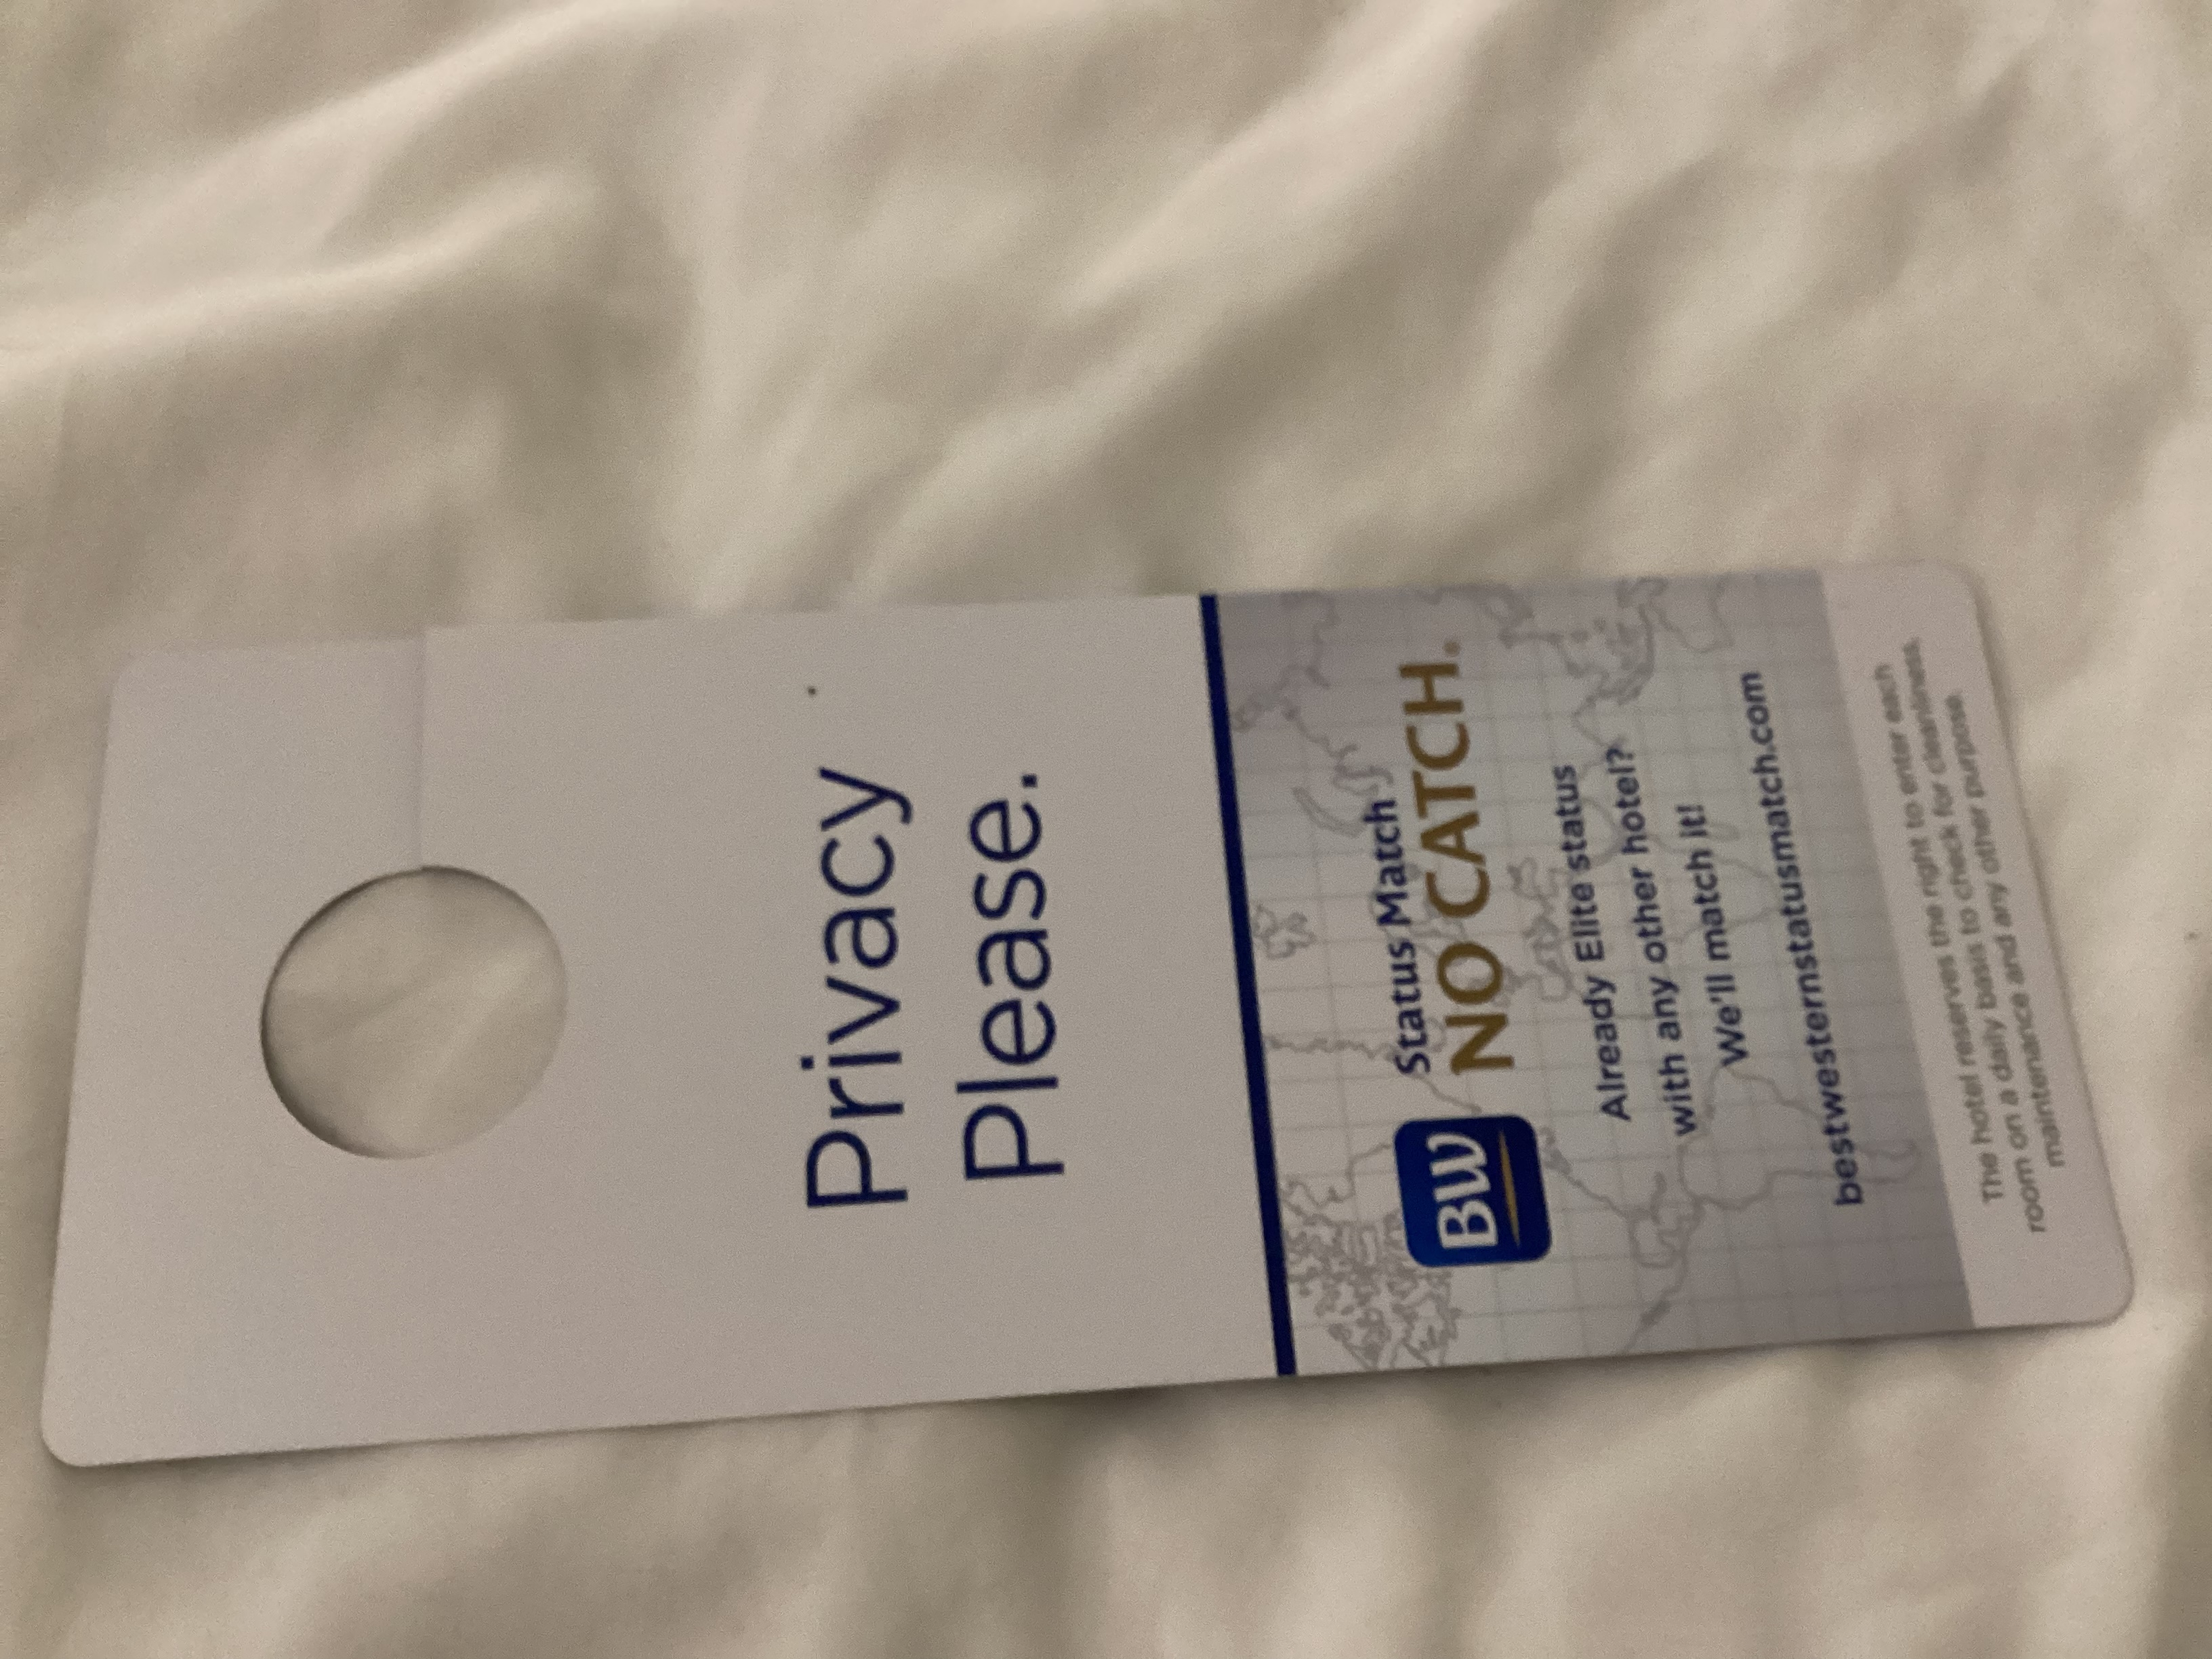 Privacy
Please.
BW
Status Match
NO CATCH.
Already Elite status
with any other hotel?
We'll match it!
bestwesternstatusmatch.com
The hotel reserves the right to enter each
room on a daily basis to check for cleanliness,
maintenance and any other purpose.